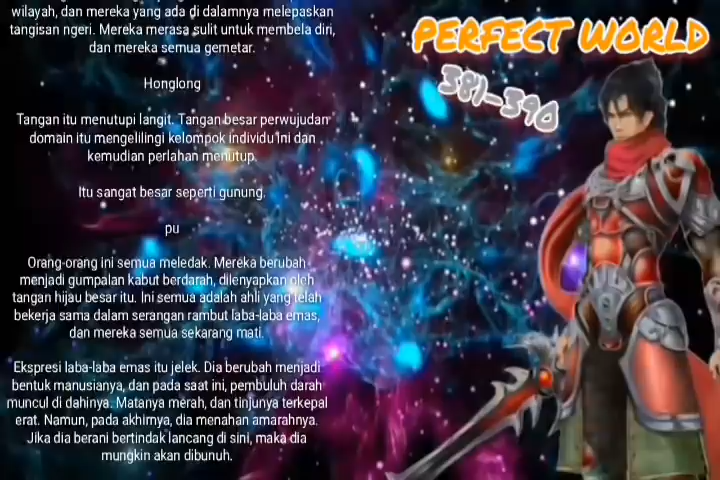 wilayah, dan mereka yang ada di dalamnya melepaskan
tangisan ngeri. Mereka merasa sulit untuk membela diri,
dan mereka semua gemetar.
Honglong
Tangan itu menutupi langit. Tangan besar perwujudan
domain itu mengelilingi kelompok individu ini dan
kemudian perlahan menutup.
Itu sangat besar seperti gunung.
pu
Orang-orang ini semua meledak. Mereka berubah
menjadi gumpalan kabut berdarah, dilenyapkan oleh
tangan hijau besar itu. Ini semua adalah ahli yang telah
bekerja sama dalam serangan rambut laba-laba emas,
dan mereka semua sekarang mati.
Ekspresi laba-laba emas itu jelek. Dia berubah menjadi
bentuk manusianya, dan pada saat ini, pembuluh darah
muncul di dahinya. Matanya merah, dan tinjunya terkepal
erat. Namun, pada akhirnya, dia menahan amarahnya.
Jika dia berani bertindak lancang di sini, maka dia
mungkin akan dibunuh.
PERFECT WORLD
381-390